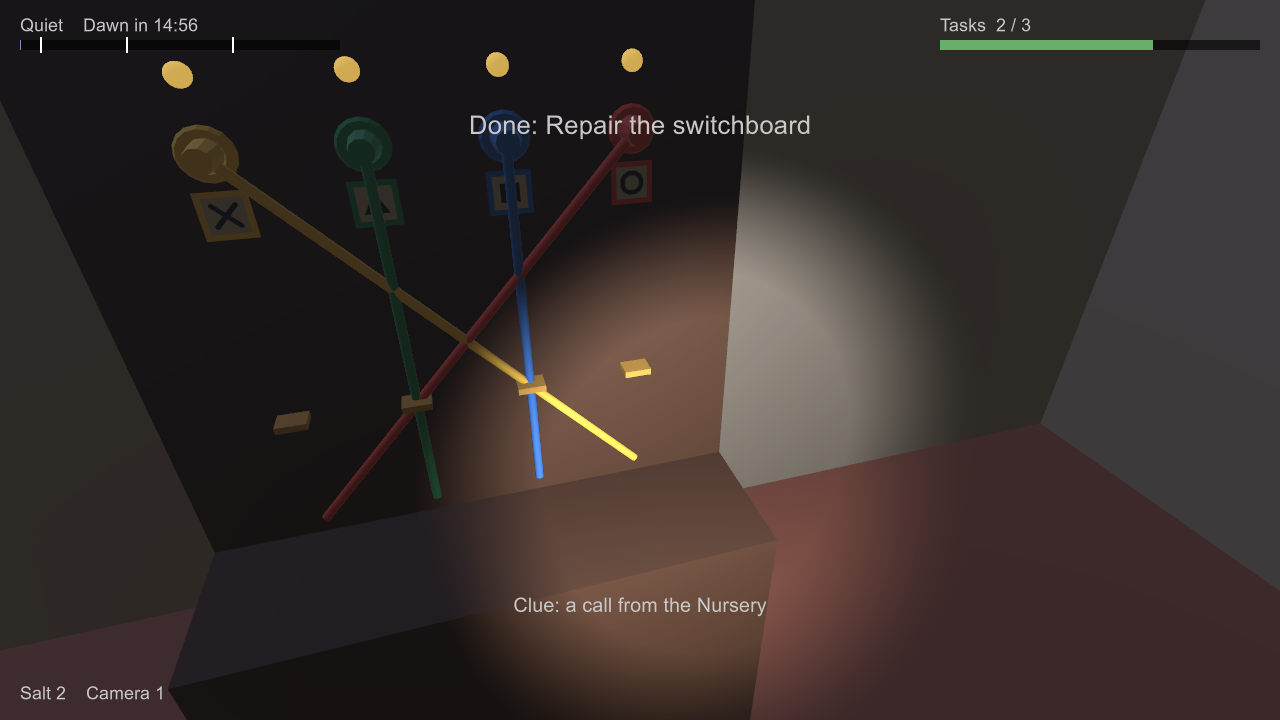 Quiet Dawn in 14:56
Tasks 2 / 3
Done: Repair the switchboard
Clue: a call from the Nursery
Salt 2 Camera 1